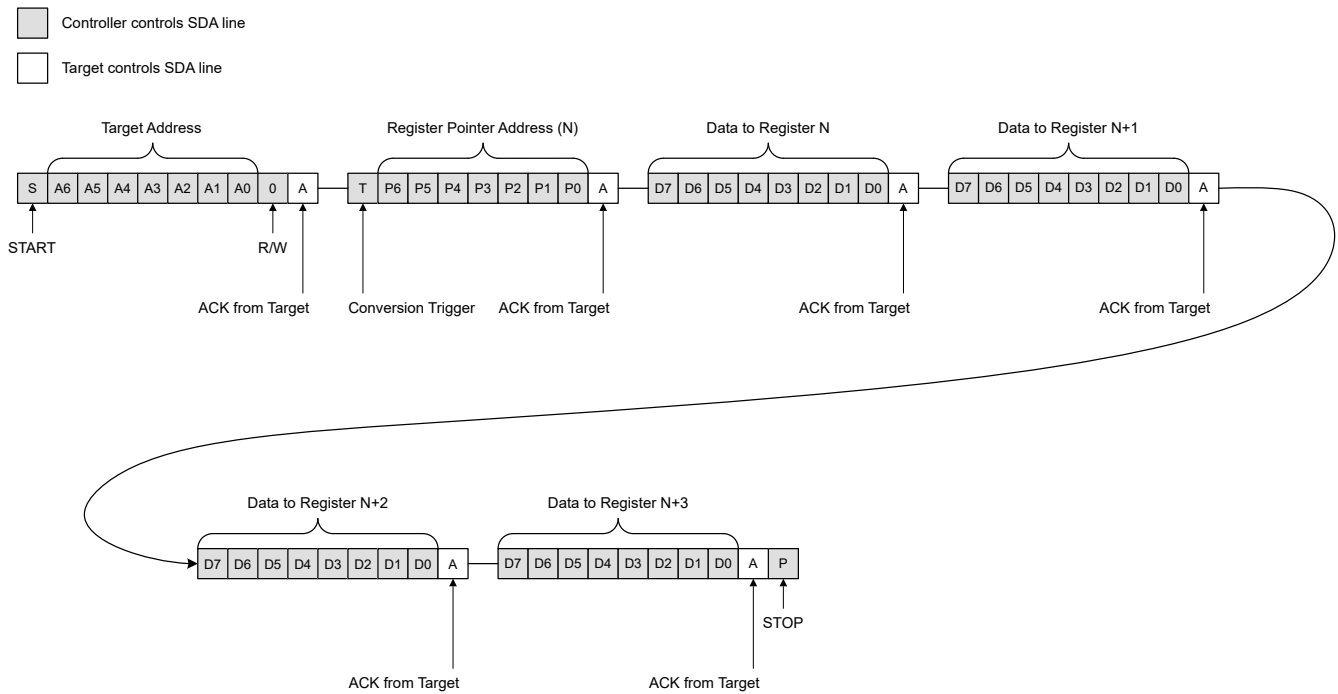 Controller controls SDA line
Target controls SDA line
Target Address
Register Pointer Address (N)
Data to Register N
Data to Register N+1
S A6 A5 A4 A3 A2 A1 A0 0 A T P6 P5 P4 P3 P2 P1 P0 A D7 D6 D5 D4 D3 D2 D1 D0 A D7 D6 D5 D4 D3 D2 D1 D0 A
START
R/W
ACK from Target
Conversion Trigger
ACK from Target
ACK from Target
ACK from Target
Data to Register N+2
Data to Register N+3
D7 D6 D5 D4 D3 D2 D1 D0 A D7 D6 D5 D4 D3 D2 D1 D0 A P
STOP
ACK from Target
ACK from Target